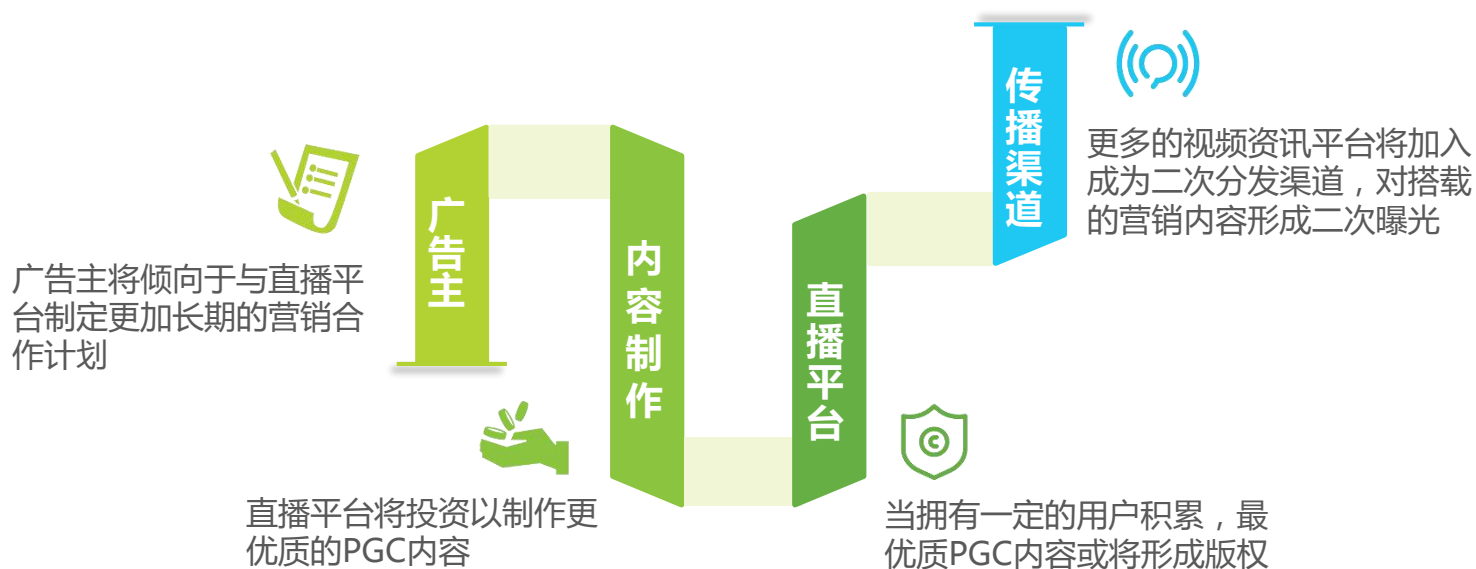 广告主
广告主将倾向于与直播平
台制定更加长期的营销合
作计划
内容制作
直播平台将投资以制作更
优质的PGC内容
直播平台
当拥有一定的用户积累，最
优质PGC内容或将形成版权
传播渠道
更多的视频资讯平台将加入
成为二次分发渠道，对搭载
的营销内容形成二次曝光
C